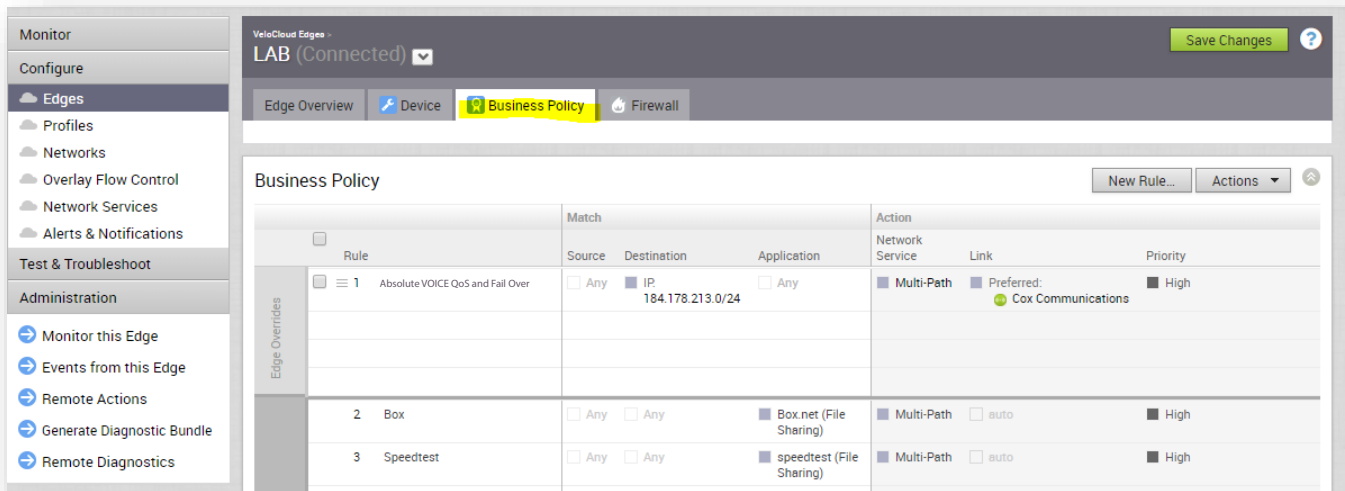 Monitor
Configure
Edges
Profiles
Networks
Overlay Flow Control
Network Services
Alerts & Notifications
Test & Troubleshoot
Administration
Monitor this Edge
Events from this Edge
Remote Actions
Generate Diagnostic Bundle
Remote Diagnostics
VeloCloud Edges >
LAB (Connected)
Save Changes
?
Edge Overview Device Business Policy Firewall
Business Policy
New Rule... Actions
Match Action
Rule Source Destination Application Network Service Link Priority
Edge Overrides
1 Absolute VOICE QoS and Fail Over Any IP: Any Multi-Path Preferred: High
184.178.213.0/24 Cox Communications
2 Box Any Any Box.net (File Multi-Path auto High
Sharing)
3 Speedtest Any Any speedtest (File Multi-Path auto High
Sharing)